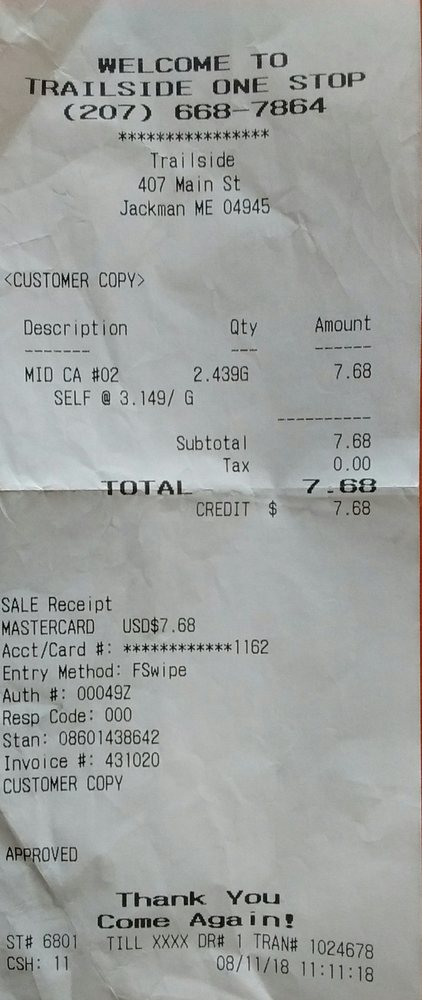 WELCOME TO
TRAILSIDE ONE STOP
(207) 668-7864
*****************
Trailside
407 Main St
Jackman ME 04945
<CUSTOMER COPY>
Description Qty Amount
------- --- ------
MID CA #02 2.439G 7.68
SELF @ 3.149/ G
----------
Subtotal 7.68
Tax 0.00
TOTAL 7.68
CREDIT $ 7.68
SALE Receipt
MASTERCARD USD$7.68
Acct/Card #: ************1162
Entry Method: FSwipe
Auth #: 00049Z
Resp Code: 000
Stan: 08601438642
Invoice #: 431020
CUSTOMER COPY
APPROVED
Thank You
Come Again!
ST# 6801 TILL XXXX DR# 1 TRAN# 1024678
CSH: 11 08/11/18 11:11:18